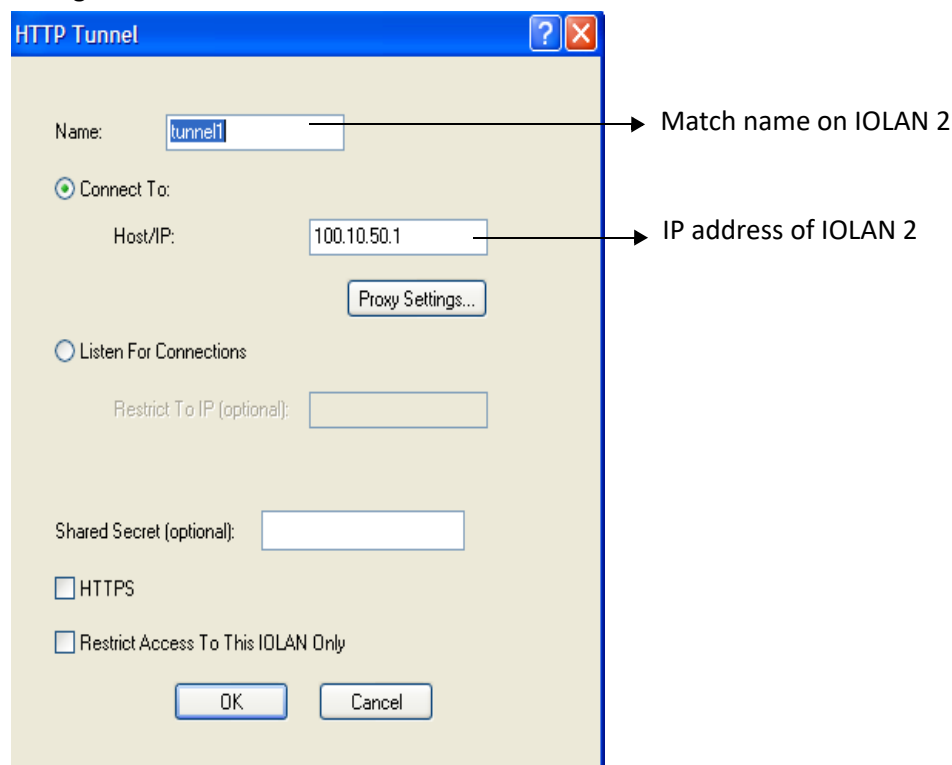 HTTP Tunnel
Name: tunnel1 Match name on IOLAN 2
Connect To:
Host/IP: 100.10.50.1 IP address of IOLAN 2
Proxy Settings...
Listen For Connections
Restrict To IP (optional):
Shared Secret (optional):
HTTPS
Restrict Access To This IOLAN Only
OK Cancel